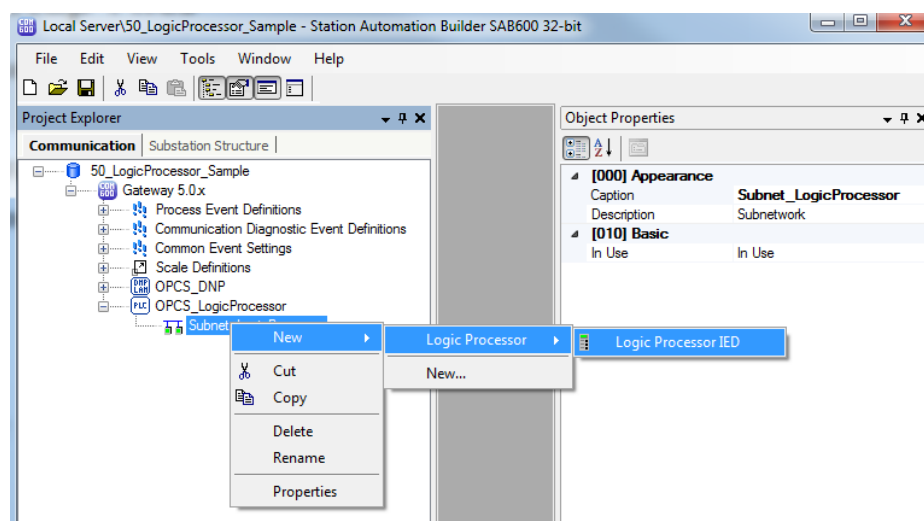 Local Server\50_LogicProcessor_Sample - Station Automation Builder SAB600 32-bit
File Edit View Tools Window Help
Project Explorer
Communication Substation Structure
50_LogicProcessor_Sample
Gateway 5.0.x
Process Event Definitions
Communication Diagnostic Event Definitions
Common Event Settings
Scale Definitions
OPCS_DNP
OPCS_LogicProcessor
New
Cut
Copy
Delete
Rename
Properties
Logic Processor
New...
Logic Processor IED
Object Properties
[000] Appearance
Caption Subnet_LogicProcessor
Description Subnetwork
[010] Basic
In Use In Use